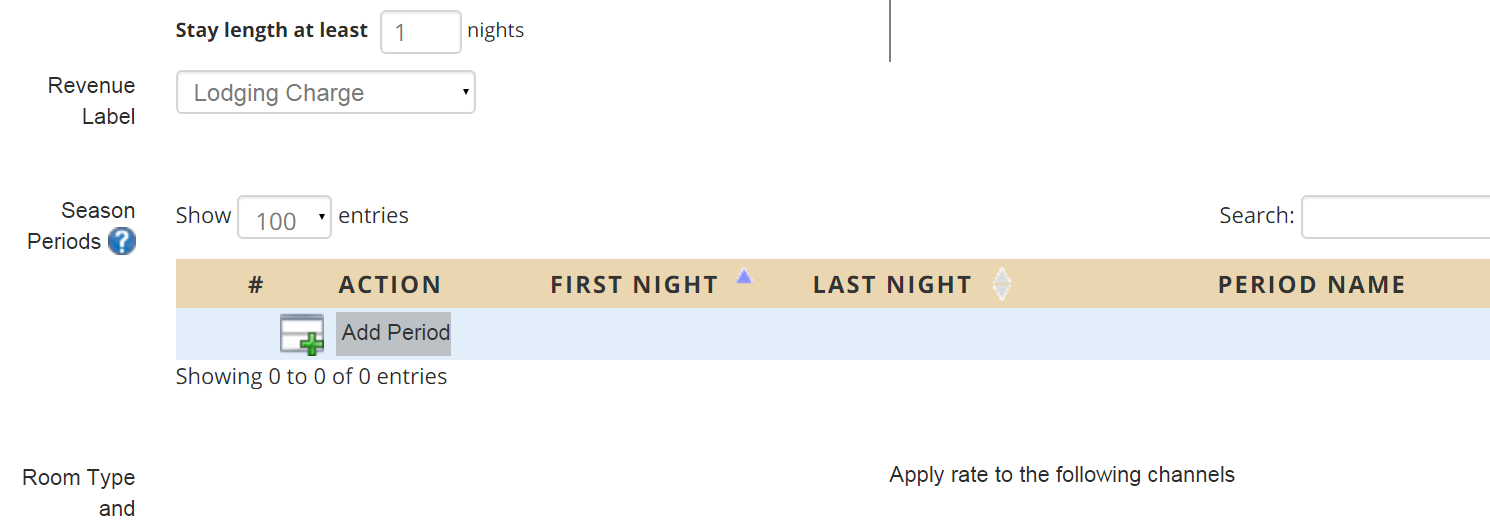 Stay length at least 1 nights
Revenue
Label
Lodging Charge
Season
Periods ?
Show 100 entries
Search:
# ACTION FIRST NIGHT LAST NIGHT PERIOD NAME
Add Period
Showing 0 to 0 of 0 entries
Room Type
and
Apply rate to the following channels